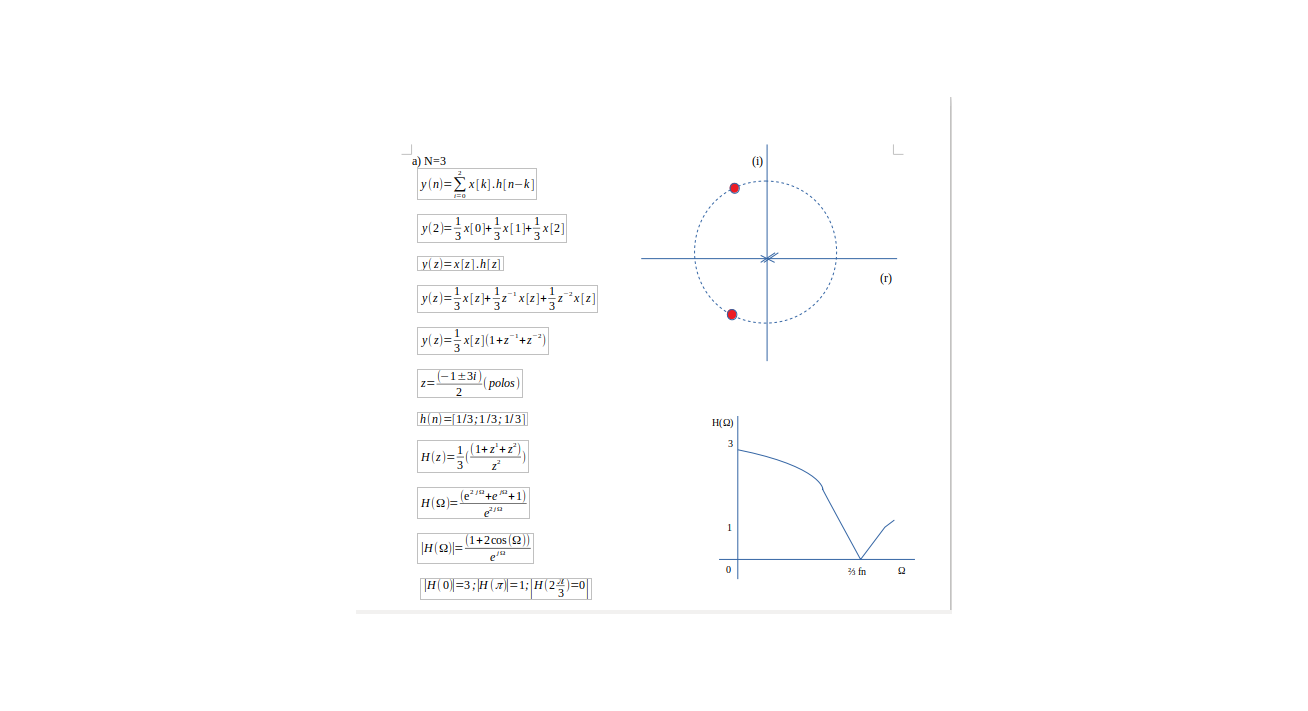 a) N=3
y(n)=∑_{i=0}^{2} x[k].h[n−k]
y(2)=1/3 x[0]+1/3 x[1]+1/3 x[2]
y(z)=x[z].h[z]
y(z)=1/3 x[z]+1/3 z^{−1} x[z]+1/3 z^{−2} x[z]
y(z)=1/3 x[z](1+z^{−1}+z^{−2})
z=(−1±3i)/2 (polos)
h(n)=[1/3;1/3;1/3]
H(z)=1/3((1+z^1+z^2)/z^2)
H(Ω)=(e^{2jΩ}+e^{jΩ}+1)/e^{2jΩ}
|H(Ω)|=(1+2cos(Ω))/e^{jΩ}
|H(0)|=3;|H(π)|=1;|H(2π/3)=0|
(i)
(r)
H(Ω)
3
1
0
⅔ fn
Ω